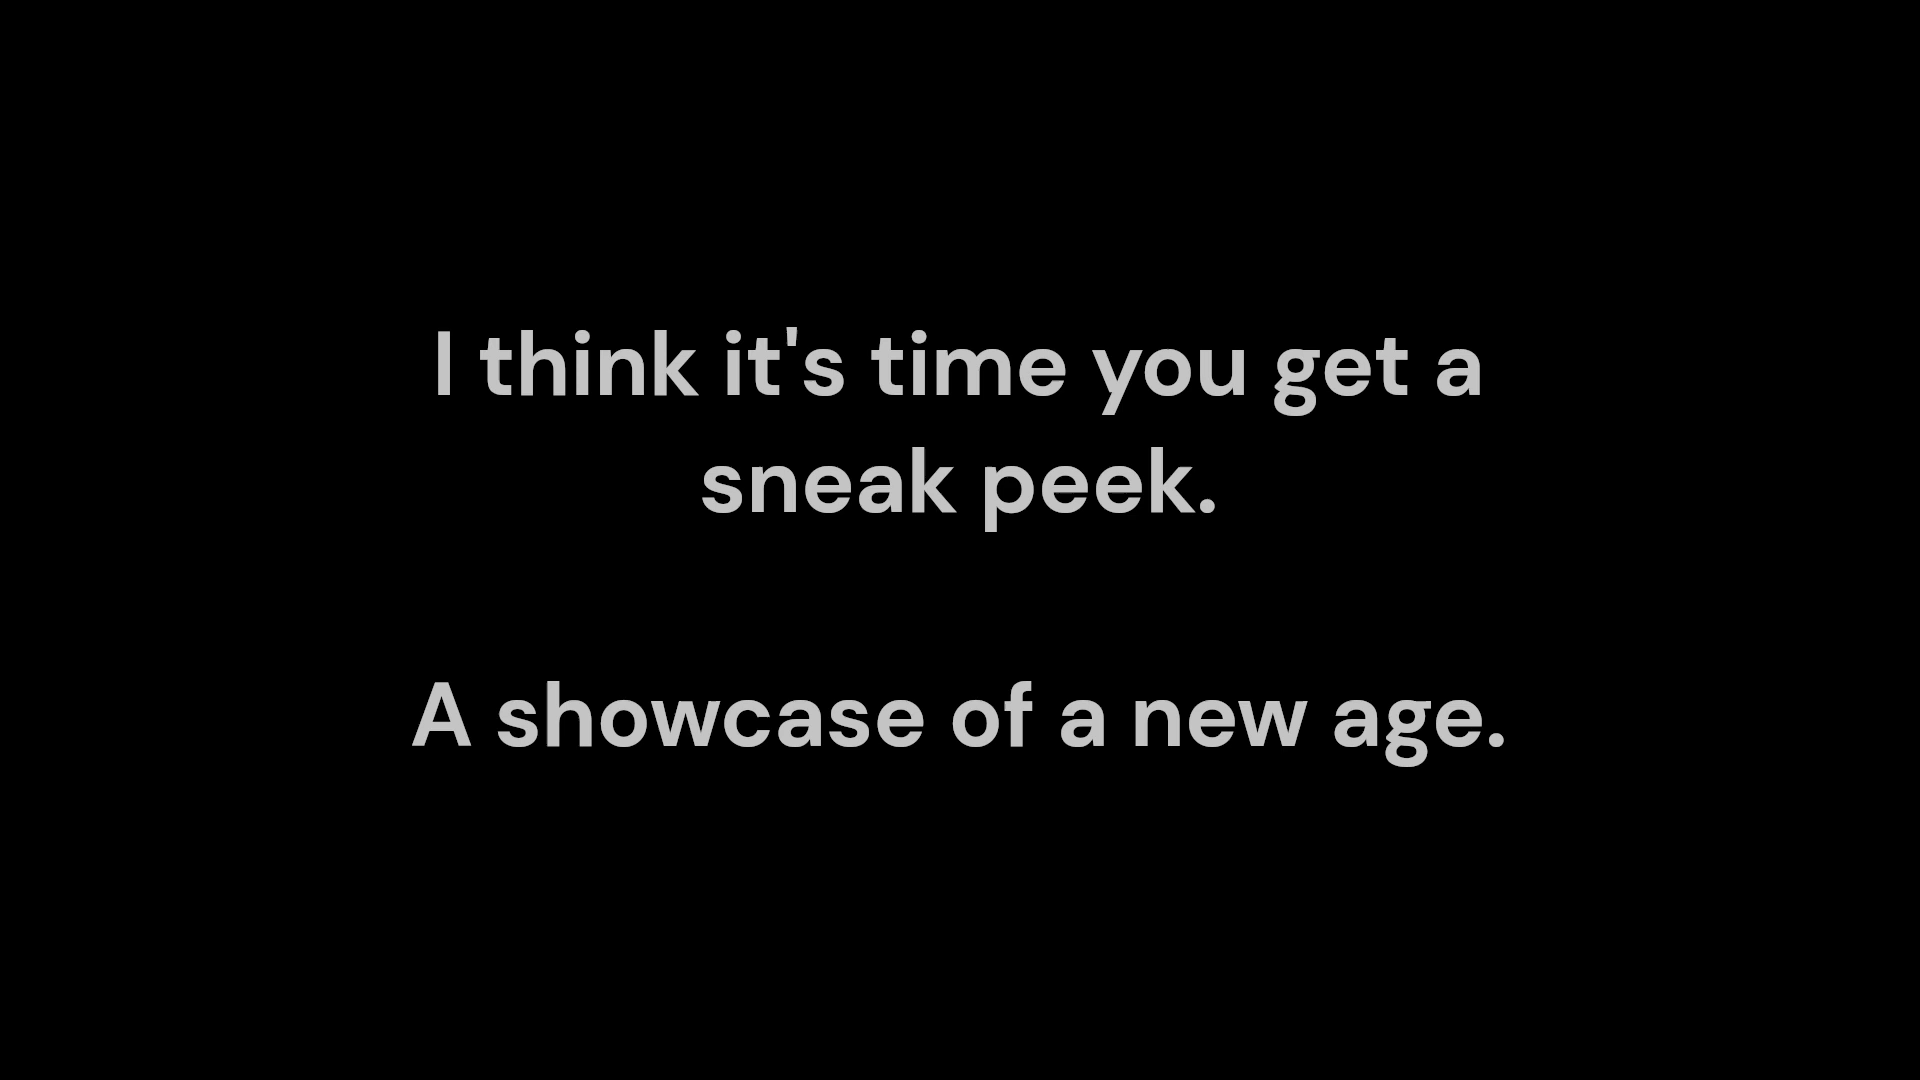 I think it's time you get a
sneak peek.
A showcase of a new age.